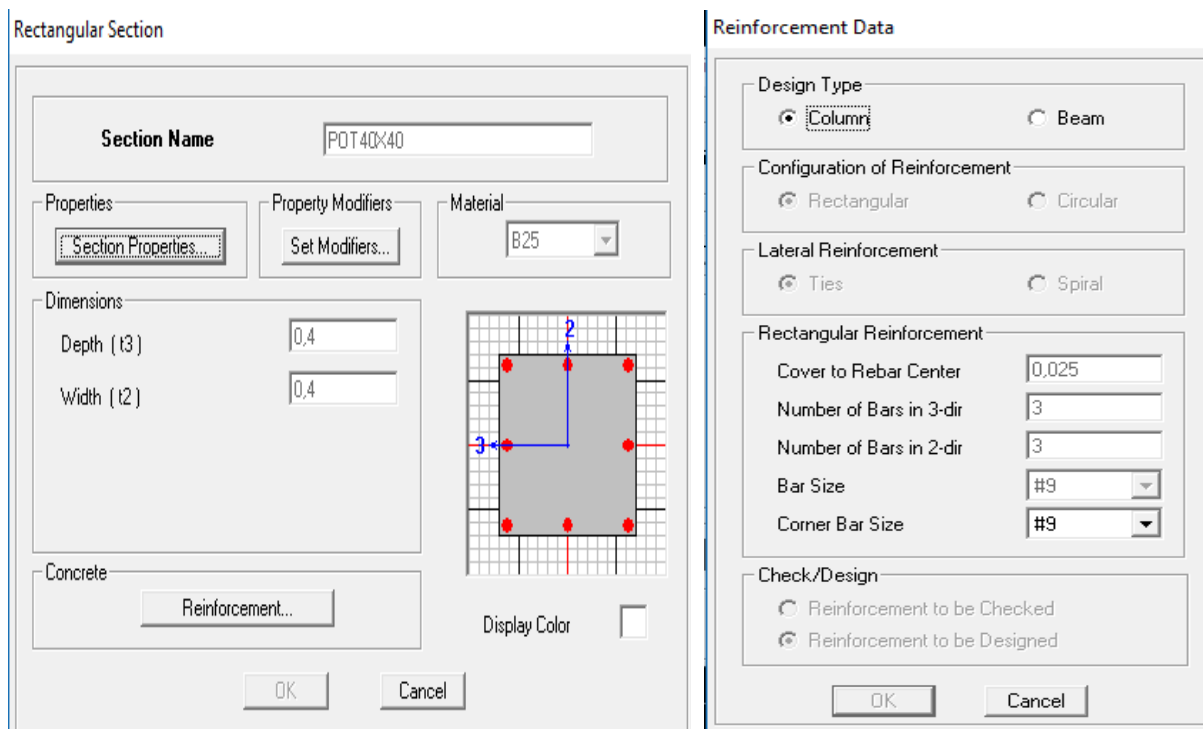 Rectangular Section
Section Name
POT40X40
Properties
Section Properties...
Property Modifiers
Set Modifiers...
Material
B25
Dimensions
Depth ( t3 )
0,4
Width ( t2 )
0,4
2
3
Concrete
Reinforcement...
Display Color
OK
Cancel
Reinforcement Data
Design Type
Column
Beam
Configuration of Reinforcement
Rectangular
Circular
Lateral Reinforcement
Ties
Spiral
Rectangular Reinforcement
Cover to Rebar Center
0,025
Number of Bars in 3-dir
3
Number of Bars in 2-dir
3
Bar Size
#9
Corner Bar Size
#9
Check/Design
Reinforcement to be Checked
Reinforcement to be Designed
OK
Cancel